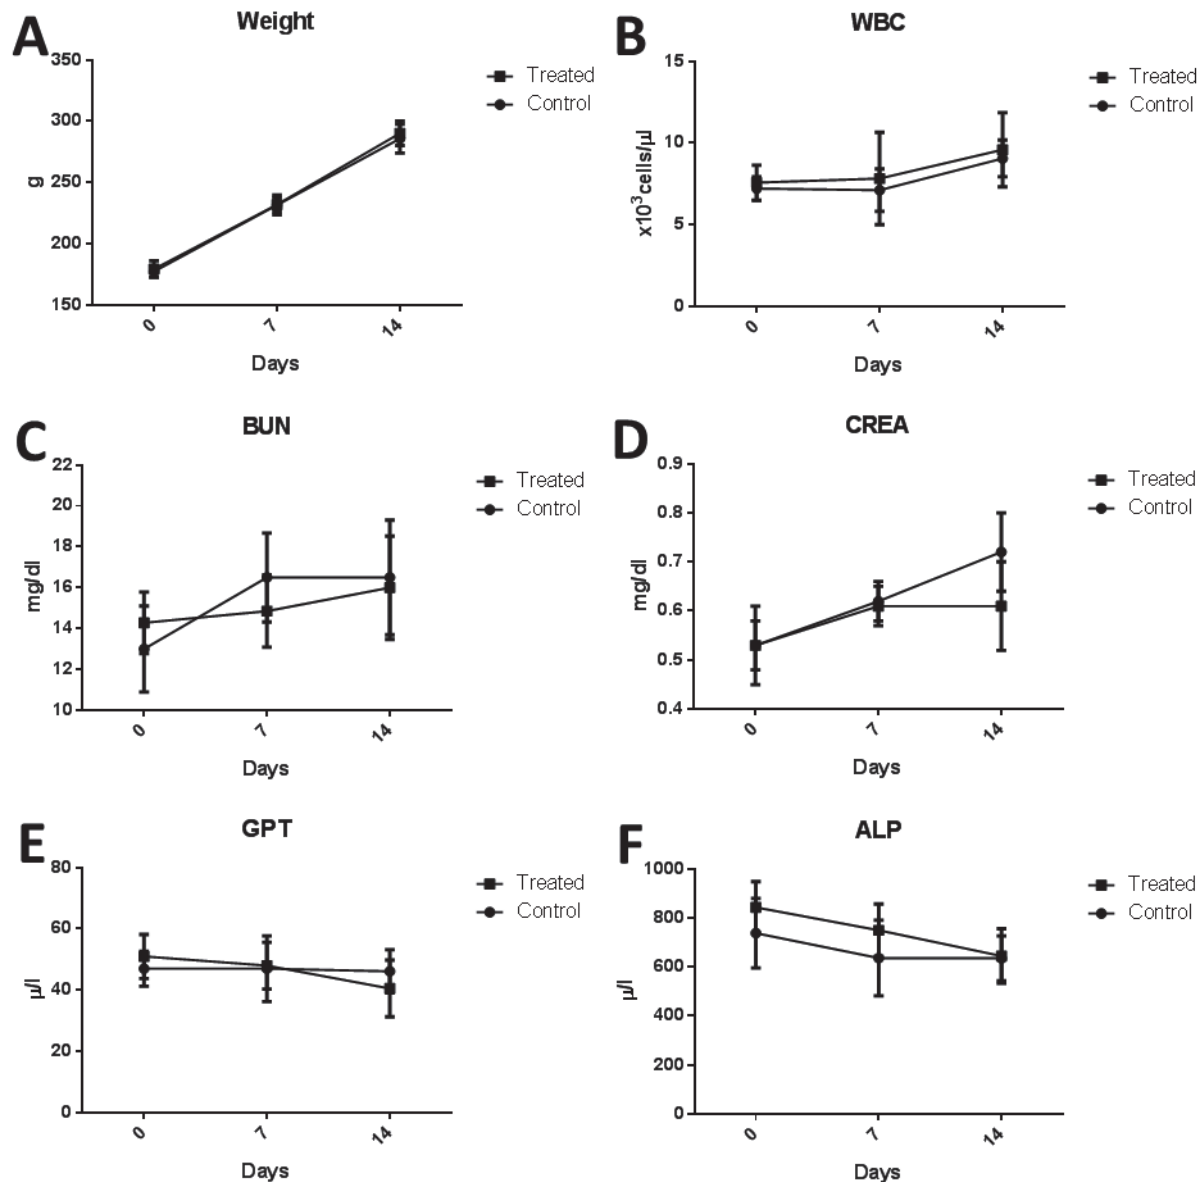 A
Weight
350
300
250
200
150
g
0
7
14
Days
Treated
Control
B
WBC
15
10
5
0
x10³cells/µl
0
7
14
Days
Treated
Control
C
BUN
22
20
18
16
14
12
10
mg/dl
0
7
14
Days
Treated
Control
D
CREA
0.9
0.8
0.7
0.6
0.5
0.4
mg/dl
0
7
14
Days
Treated
Control
E
GPT
80
60
40
20
0
µ/l
0
7
14
Days
Treated
Control
F
ALP
1000
800
600
400
200
0
µ/l
0
7
14
Days
Treated
Control